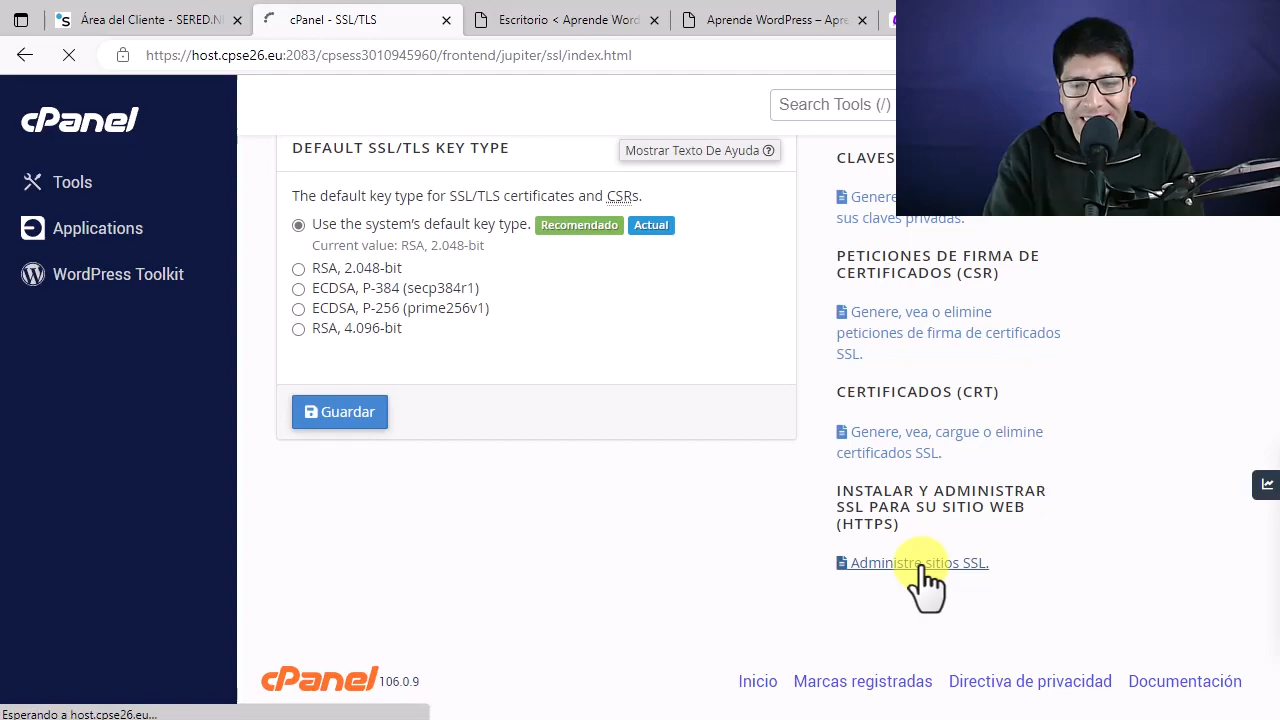 Área del Cliente - SERED.N
cPanel - SSL/TLS
Escritorio < Aprende Word
Aprende WordPress – Apre
https://host.cpse26.eu:2083/cpsess3010945960/frontend/jupiter/ssl/index.html
cPanel
Search Tools (/)
Tools
Applications
WordPress Toolkit
DEFAULT SSL/TLS KEY TYPE
Mostrar Texto De Ayuda
The default key type for SSL/TLS certificates and CSRs.
Use the system's default key type. Recomendado Actual
Current value: RSA, 2.048-bit
RSA, 2.048-bit
ECDSA, P-384 (secp384r1)
ECDSA, P-256 (prime256v1)
RSA, 4.096-bit
Guardar
CLAVES
Genere
sus claves privadas.
PETICIONES DE FIRMA DE
CERTIFICADOS (CSR)
Genere, vea o elimine
peticiones de firma de certificados
SSL.
CERTIFICADOS (CRT)
Genere, vea, cargue o elimine
certificados SSL.
INSTALAR Y ADMINISTRAR
SSL PARA SU SITIO WEB
(HTTPS)
Administre sitios SSL.
cPanel 106.0.9
Inicio Marcas registradas Directiva de privacidad Documentación
Esperando a host.cpse26.eu...